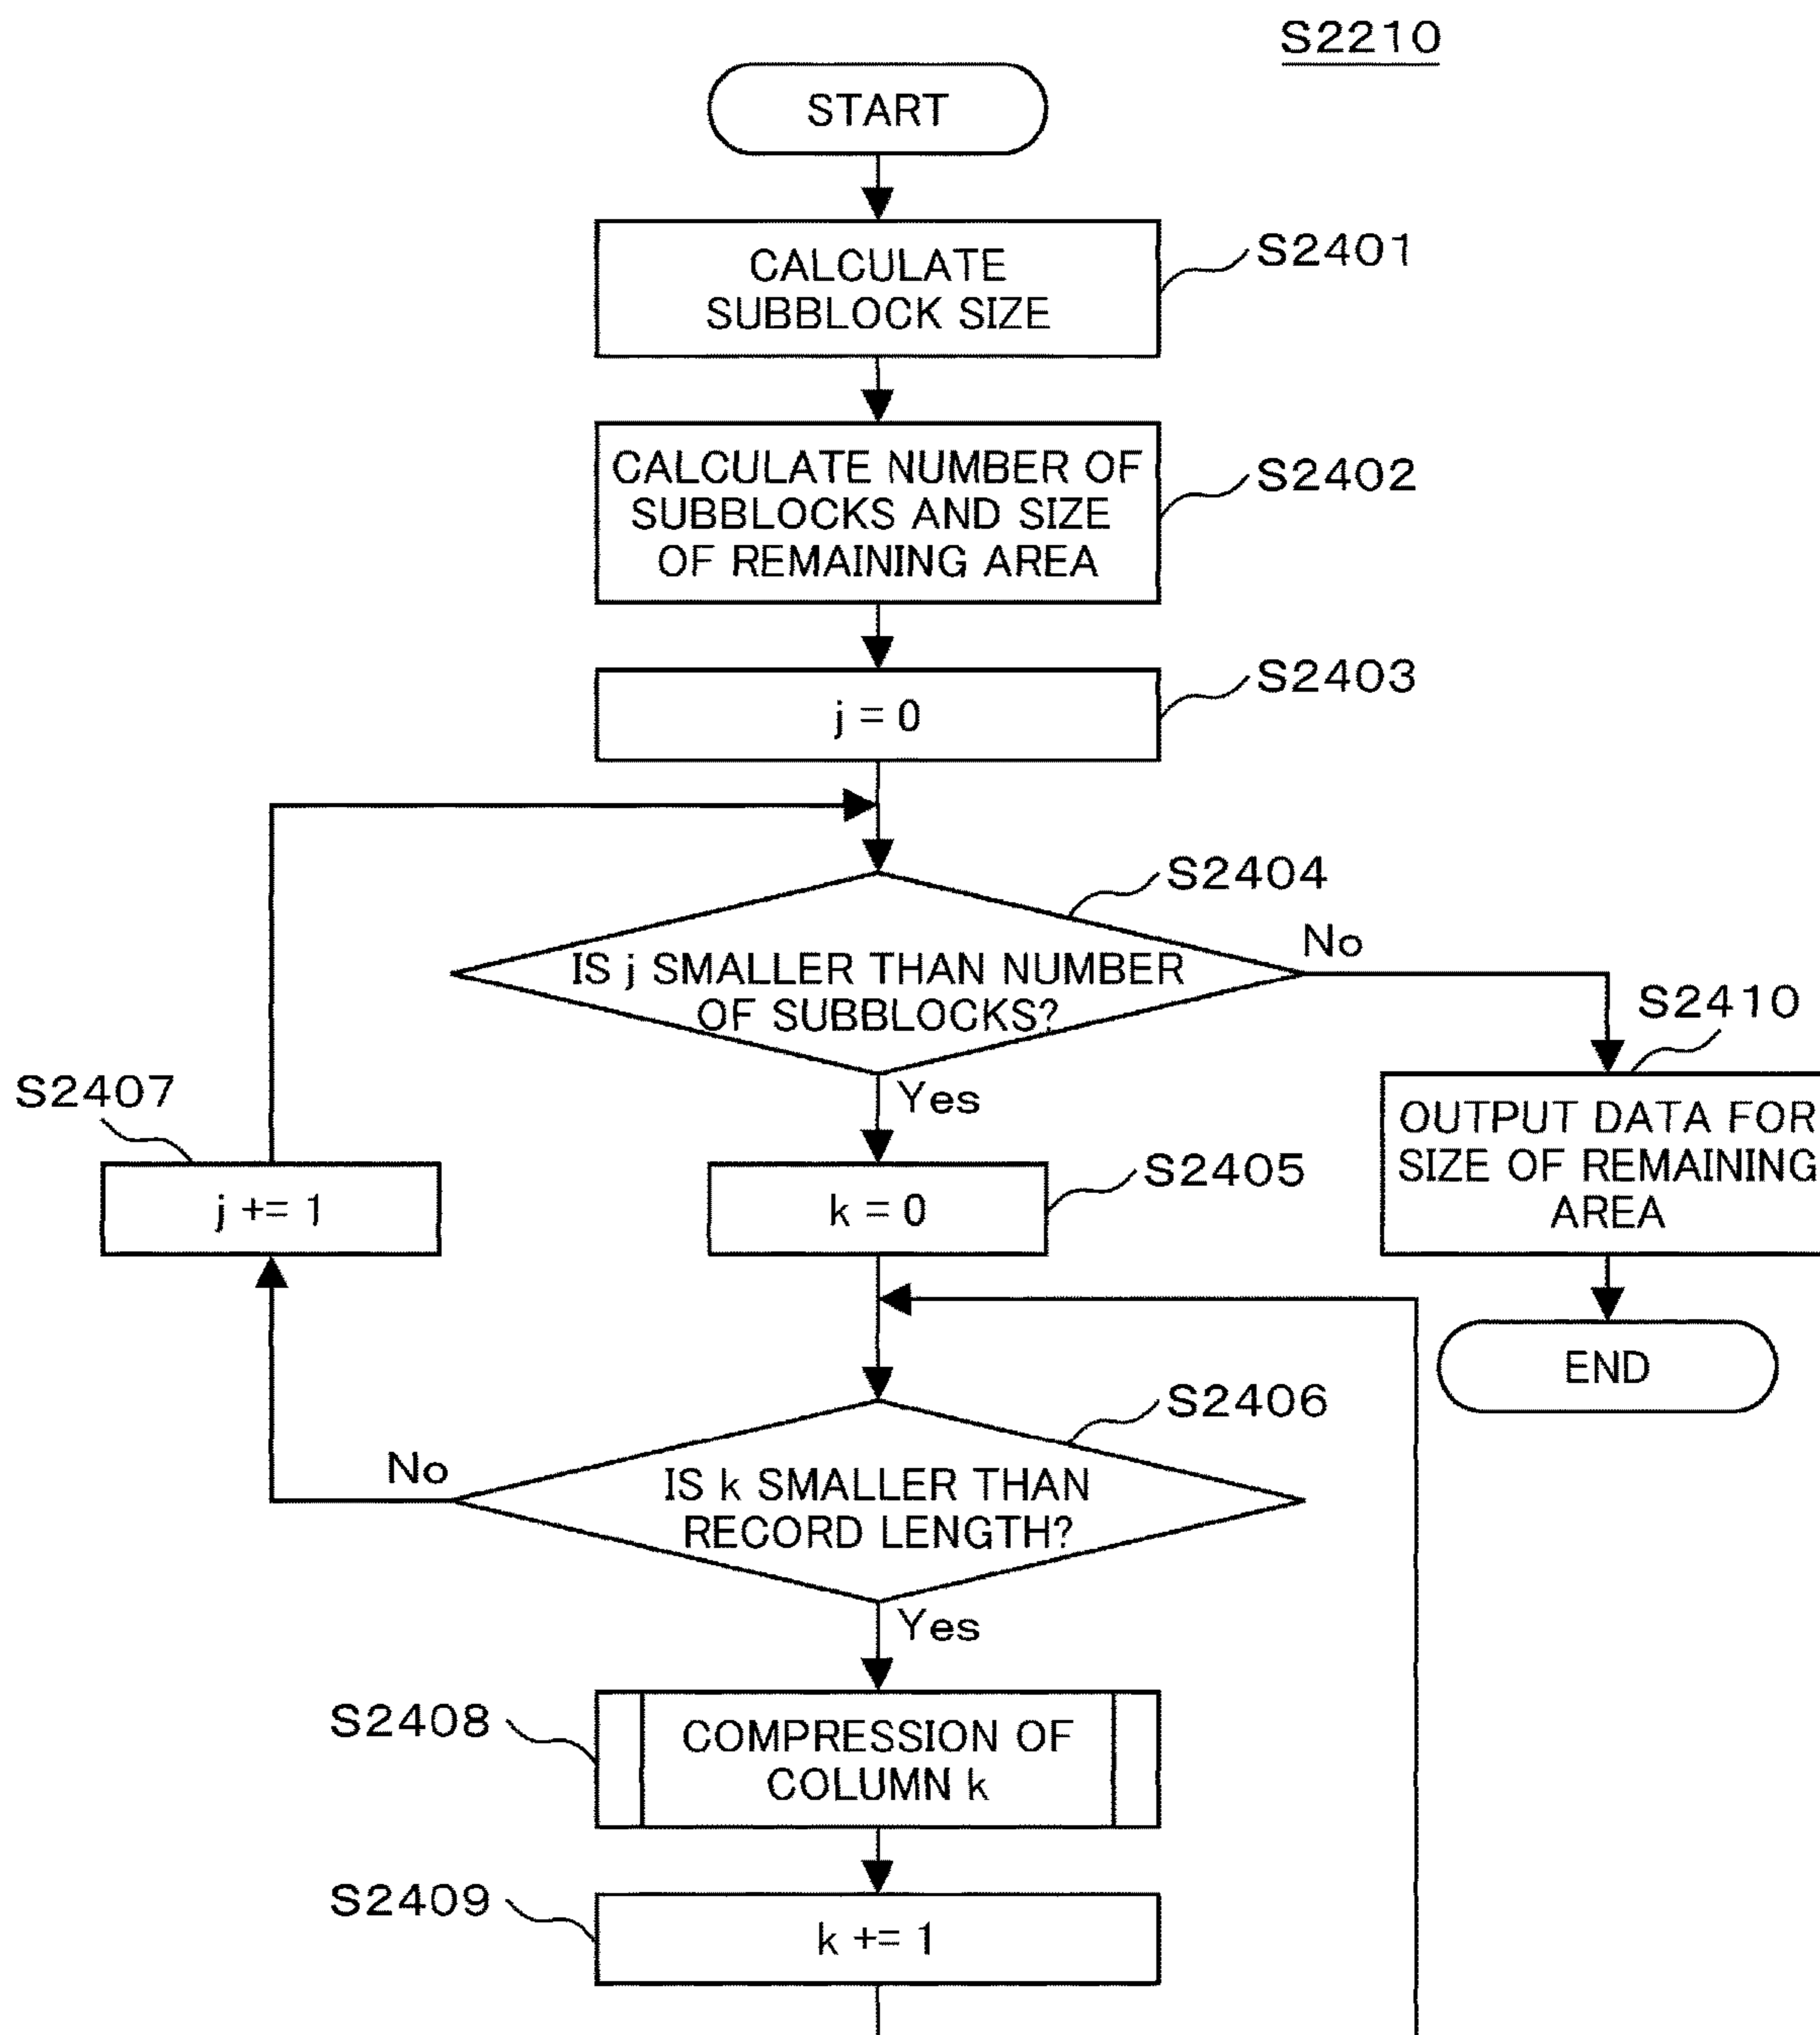 S2210
START
CALCULATE
SUBBLOCK SIZE
S2401
CALCULATE NUMBER OF
SUBBLOCKS AND SIZE
OF REMAINING AREA
S2402
j = 0
S2403
IS j SMALLER THAN NUMBER
OF SUBBLOCKS?
S2404
No
Yes
S2410
OUTPUT DATA FOR
SIZE OF REMAINING
AREA
END
S2407
j += 1
k = 0
S2405
IS k SMALLER THAN
RECORD LENGTH?
S2406
No
Yes
S2408
COMPRESSION OF
COLUMN k
S2409
k += 1